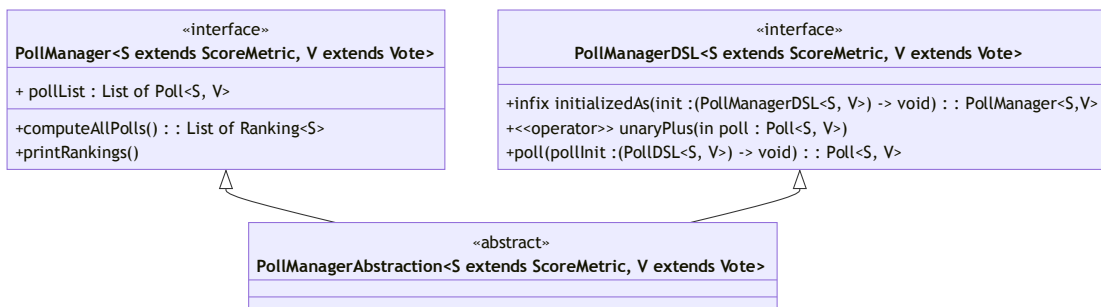 «interface»
PollManager<S extends ScoreMetric, V extends Vote>
+ pollList : List of Poll<S, V>
+computeAllPolls() : : List of Ranking<S>
+printRankings()
«interface»
PollManagerDSL<S extends ScoreMetric, V extends Vote>
+infix initializedAs(init :(PollManagerDSL<S, V>) -> void) : : PollManager<S,V>
+<<operator>> unaryPlus(in poll : Poll<S, V>)
+poll(pollInit :(PollDSL<S, V>) -> void) : : Poll<S, V>
«abstract»
PollManagerAbstraction<S extends ScoreMetric, V extends Vote>